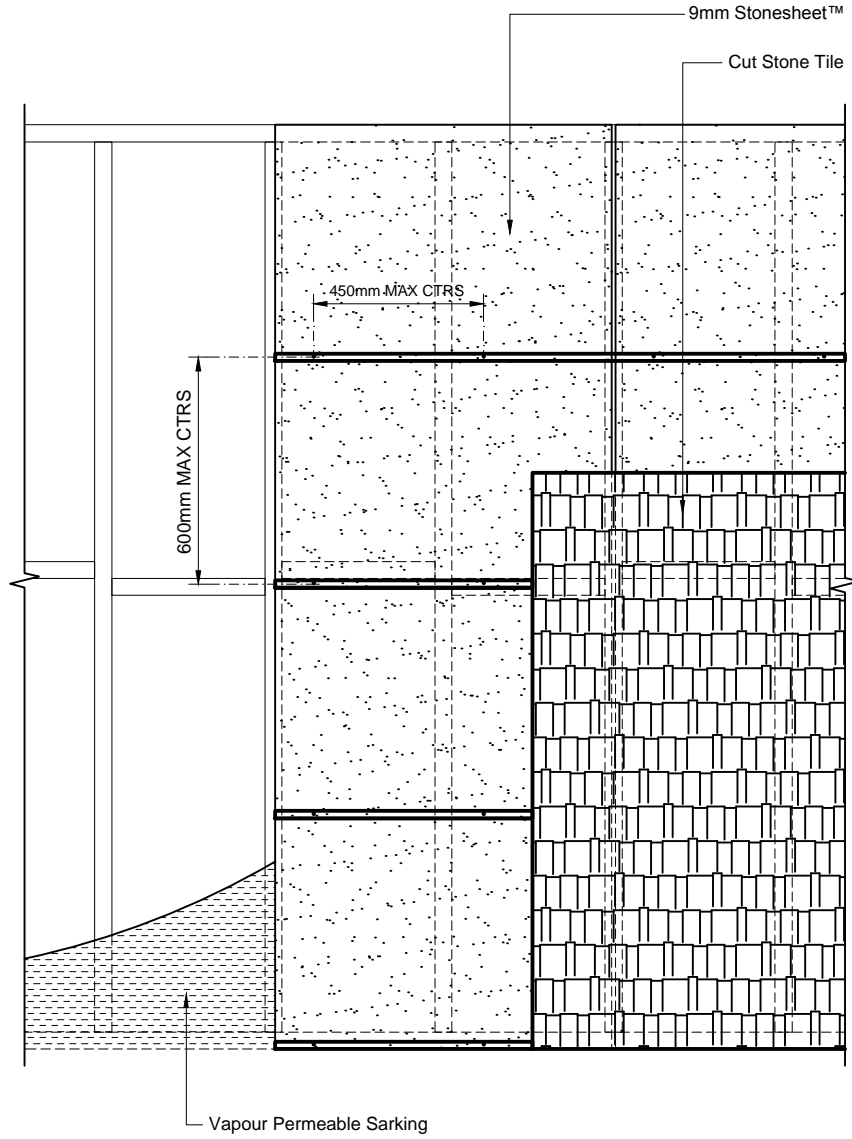 9mm Stonesheet™
Cut Stone Tile
450mm MAX CTRS
600mm MAX CTRS
Vapour Permeable Sarking